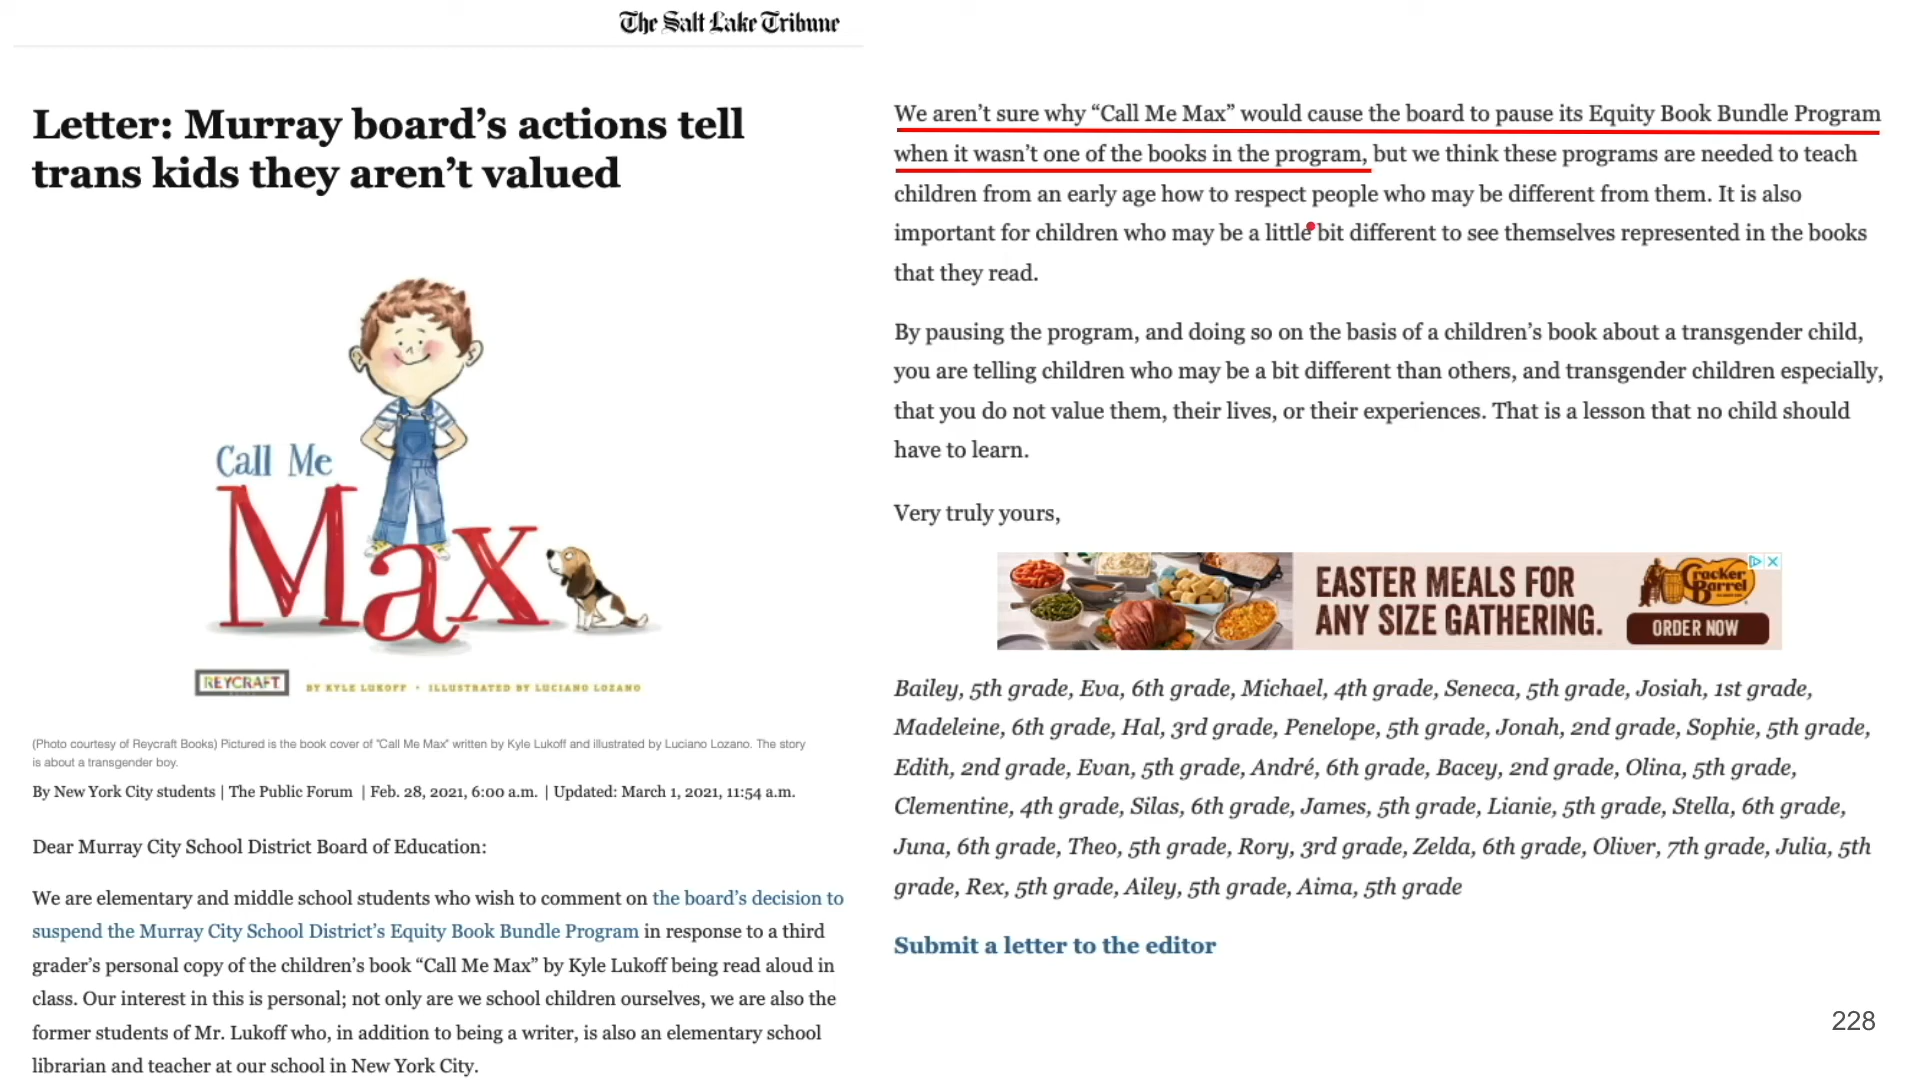 The Salt Lake Tribune
Letter: Murray board’s actions tell
trans kids they aren’t valued
Call Me
Max
REYCRAFT
BY KYLE LUKOFF • ILLUSTRATED BY LUCIANO LOZANO
(Photo courtesy of Reycraft Books) Pictured is the book cover of "Call Me Max" written by Kyle Lukoff and illustrated by Luciano Lozano. The story
is about a transgender boy.
By New York City students | The Public Forum | Feb. 28, 2021, 6:00 a.m. | Updated: March 1, 2021, 11:54 a.m.
Dear Murray City School District Board of Education:
We are elementary and middle school students who wish to comment on the board’s decision to
suspend the Murray City School District’s Equity Book Bundle Program in response to a third
grader’s personal copy of the children’s book “Call Me Max” by Kyle Lukoff being read aloud in
class. Our interest in this is personal; not only are we school children ourselves, we are also the
former students of Mr. Lukoff who, in addition to being a writer, is also an elementary school
librarian and teacher at our school in New York City.
We aren’t sure why “Call Me Max” would cause the board to pause its Equity Book Bundle Program
when it wasn’t one of the books in the program, but we think these programs are needed to teach
children from an early age how to respect people who may be different from them. It is also
important for children who may be a little bit different to see themselves represented in the books
that they read.
By pausing the program, and doing so on the basis of a children’s book about a transgender child,
you are telling children who may be a bit different than others, and transgender children especially,
that you do not value them, their lives, or their experiences. That is a lesson that no child should
have to learn.
Very truly yours,
EASTER MEALS FOR
ANY SIZE GATHERING.
Cracker
Barrel
ORDER NOW
Bailey, 5th grade, Eva, 6th grade, Michael, 4th grade, Seneca, 5th grade, Josiah, 1st grade,
Madeleine, 6th grade, Hal, 3rd grade, Penelope, 5th grade, Jonah, 2nd grade, Sophie, 5th grade,
Edith, 2nd grade, Evan, 5th grade, André, 6th grade, Bacey, 2nd grade, Olina, 5th grade,
Clementine, 4th grade, Silas, 6th grade, James, 5th grade, Lianie, 5th grade, Stella, 6th grade,
Juna, 6th grade, Theo, 5th grade, Rory, 3rd grade, Zelda, 6th grade, Oliver, 7th grade, Julia, 5th
grade, Rex, 5th grade, Ailey, 5th grade, Aima, 5th grade
Submit a letter to the editor
228